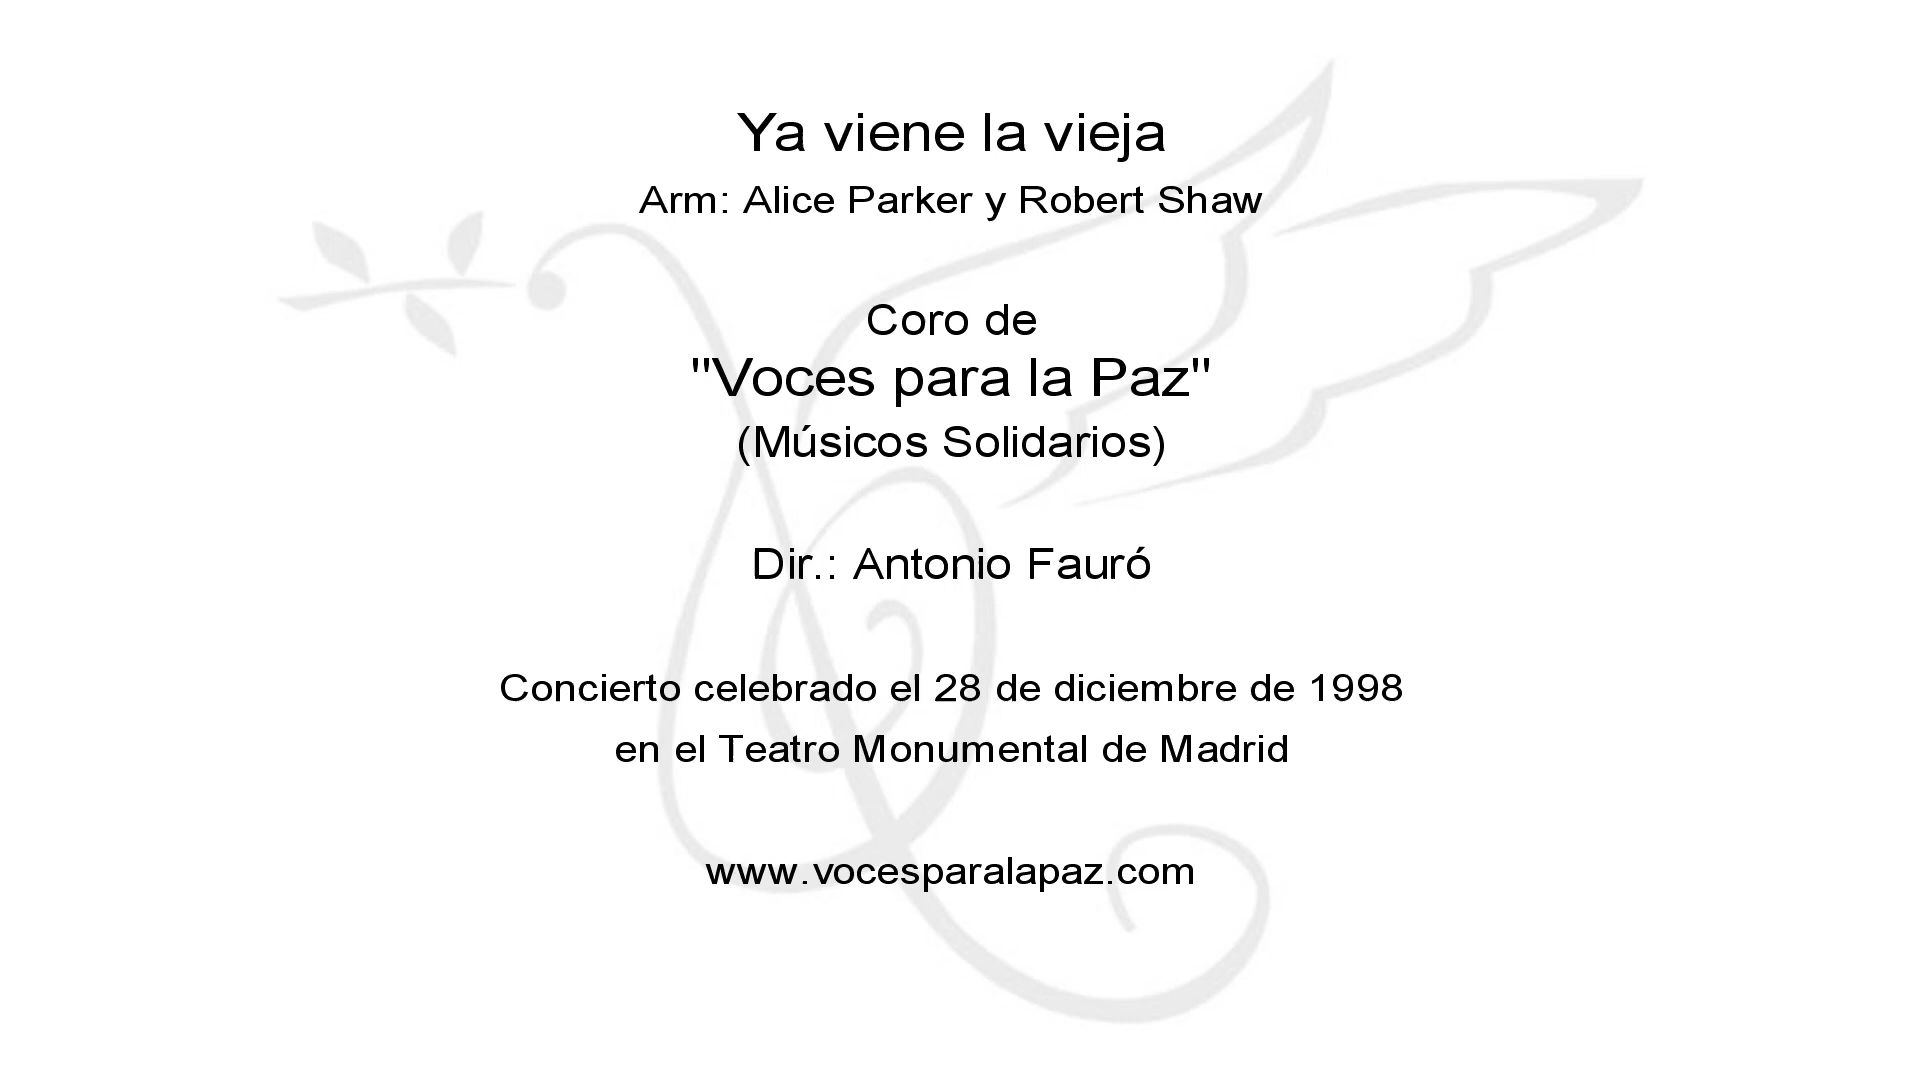 Ya viene la vieja
Arm: Alice Parker y Robert Shaw
Coro de
"Voces para la Paz"
(Músicos Solidarios)
Dir.: Antonio Fauró
Concierto celebrado el 28 de diciembre de 1998
en el Teatro Monumental de Madrid
www.vocesparalapaz.com